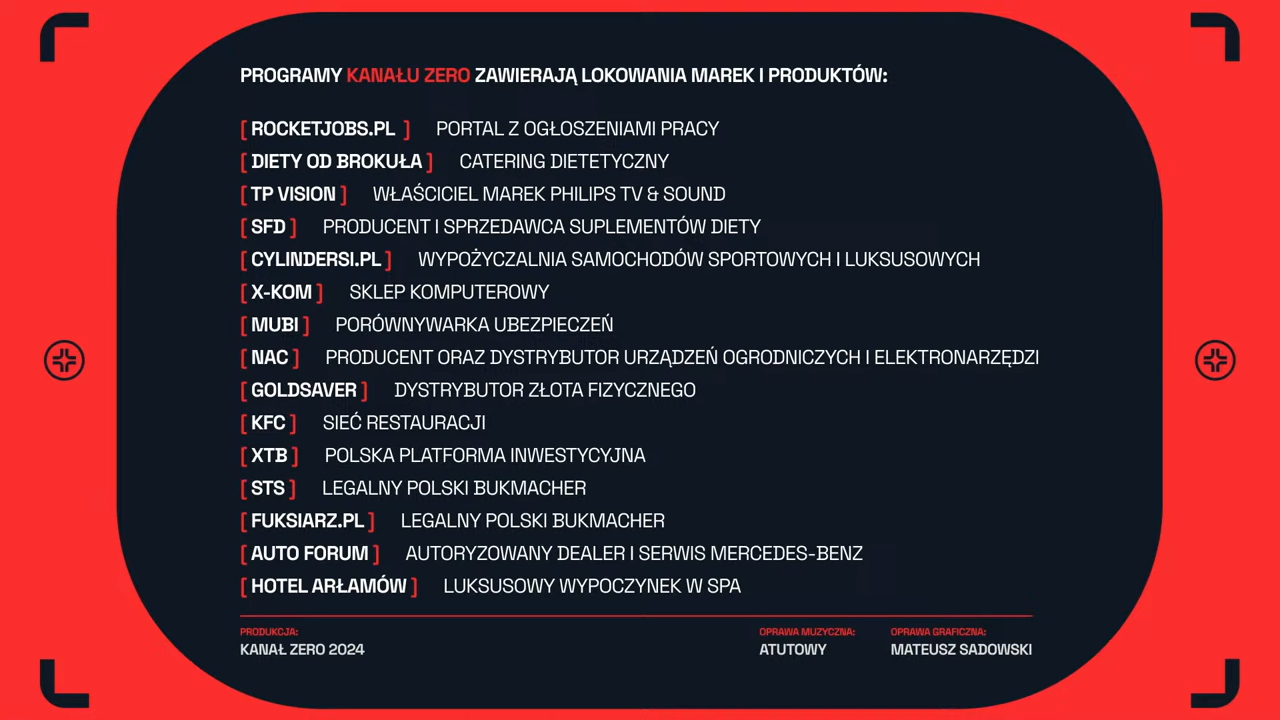 PROGRAMY KANAŁU ZERO ZAWIERAJĄ LOKOWANIA MAREK I PRODUKTÓW:
[ ROCKETJOBS.PL ] PORTAL Z OGŁOSZENIAMI PRACY
[ DIETY OD BROKUŁA ] CATERING DIETETYCZNY
[ TP VISION ] WŁAŚCICIEL MAREK PHILIPS TV & SOUND
[ SFD ] PRODUCENT I SPRZEDAWCA SUPLEMENTÓW DIETY
[ CYLINDERSI.PL ] WYPOŻYCZALNIA SAMOCHODÓW SPORTOWYCH I LUKSUSOWYCH
[ X-KOM ] SKLEP KOMPUTEROWY
[ MUBI ] PORÓWNYWARKA UBEZPIECZEŃ
[ NAC ] PRODUCENT ORAZ DYSTRYBUTOR URZĄDZEŃ OGRODNICZYCH I ELEKTRONARZĘDZI
[ GOLDSAVER ] DYSTRYBUTOR ZŁOTA FIZYCZNEGO
[ KFC ] SIEĆ RESTAURACJI
[ XTB ] POLSKA PLATFORMA INWESTYCYJNA
[ STS ] LEGALNY POLSKI BUKMACHER
[ FUKSIARZ.PL ] LEGALNY POLSKI BUKMACHER
[ AUTO FORUM ] AUTORYZOWANY DEALER I SERWIS MERCEDES-BENZ
[ HOTEL ARŁAMÓW ] LUKSUSOWY WYPOCZYNEK W SPA
PRODUKCJA: OPRAWA MUZYCZNA: OPRAWA GRAFICZNA:
KANAŁ ZERO 2024 ATUTOWY MATEUSZ SADOWSKI